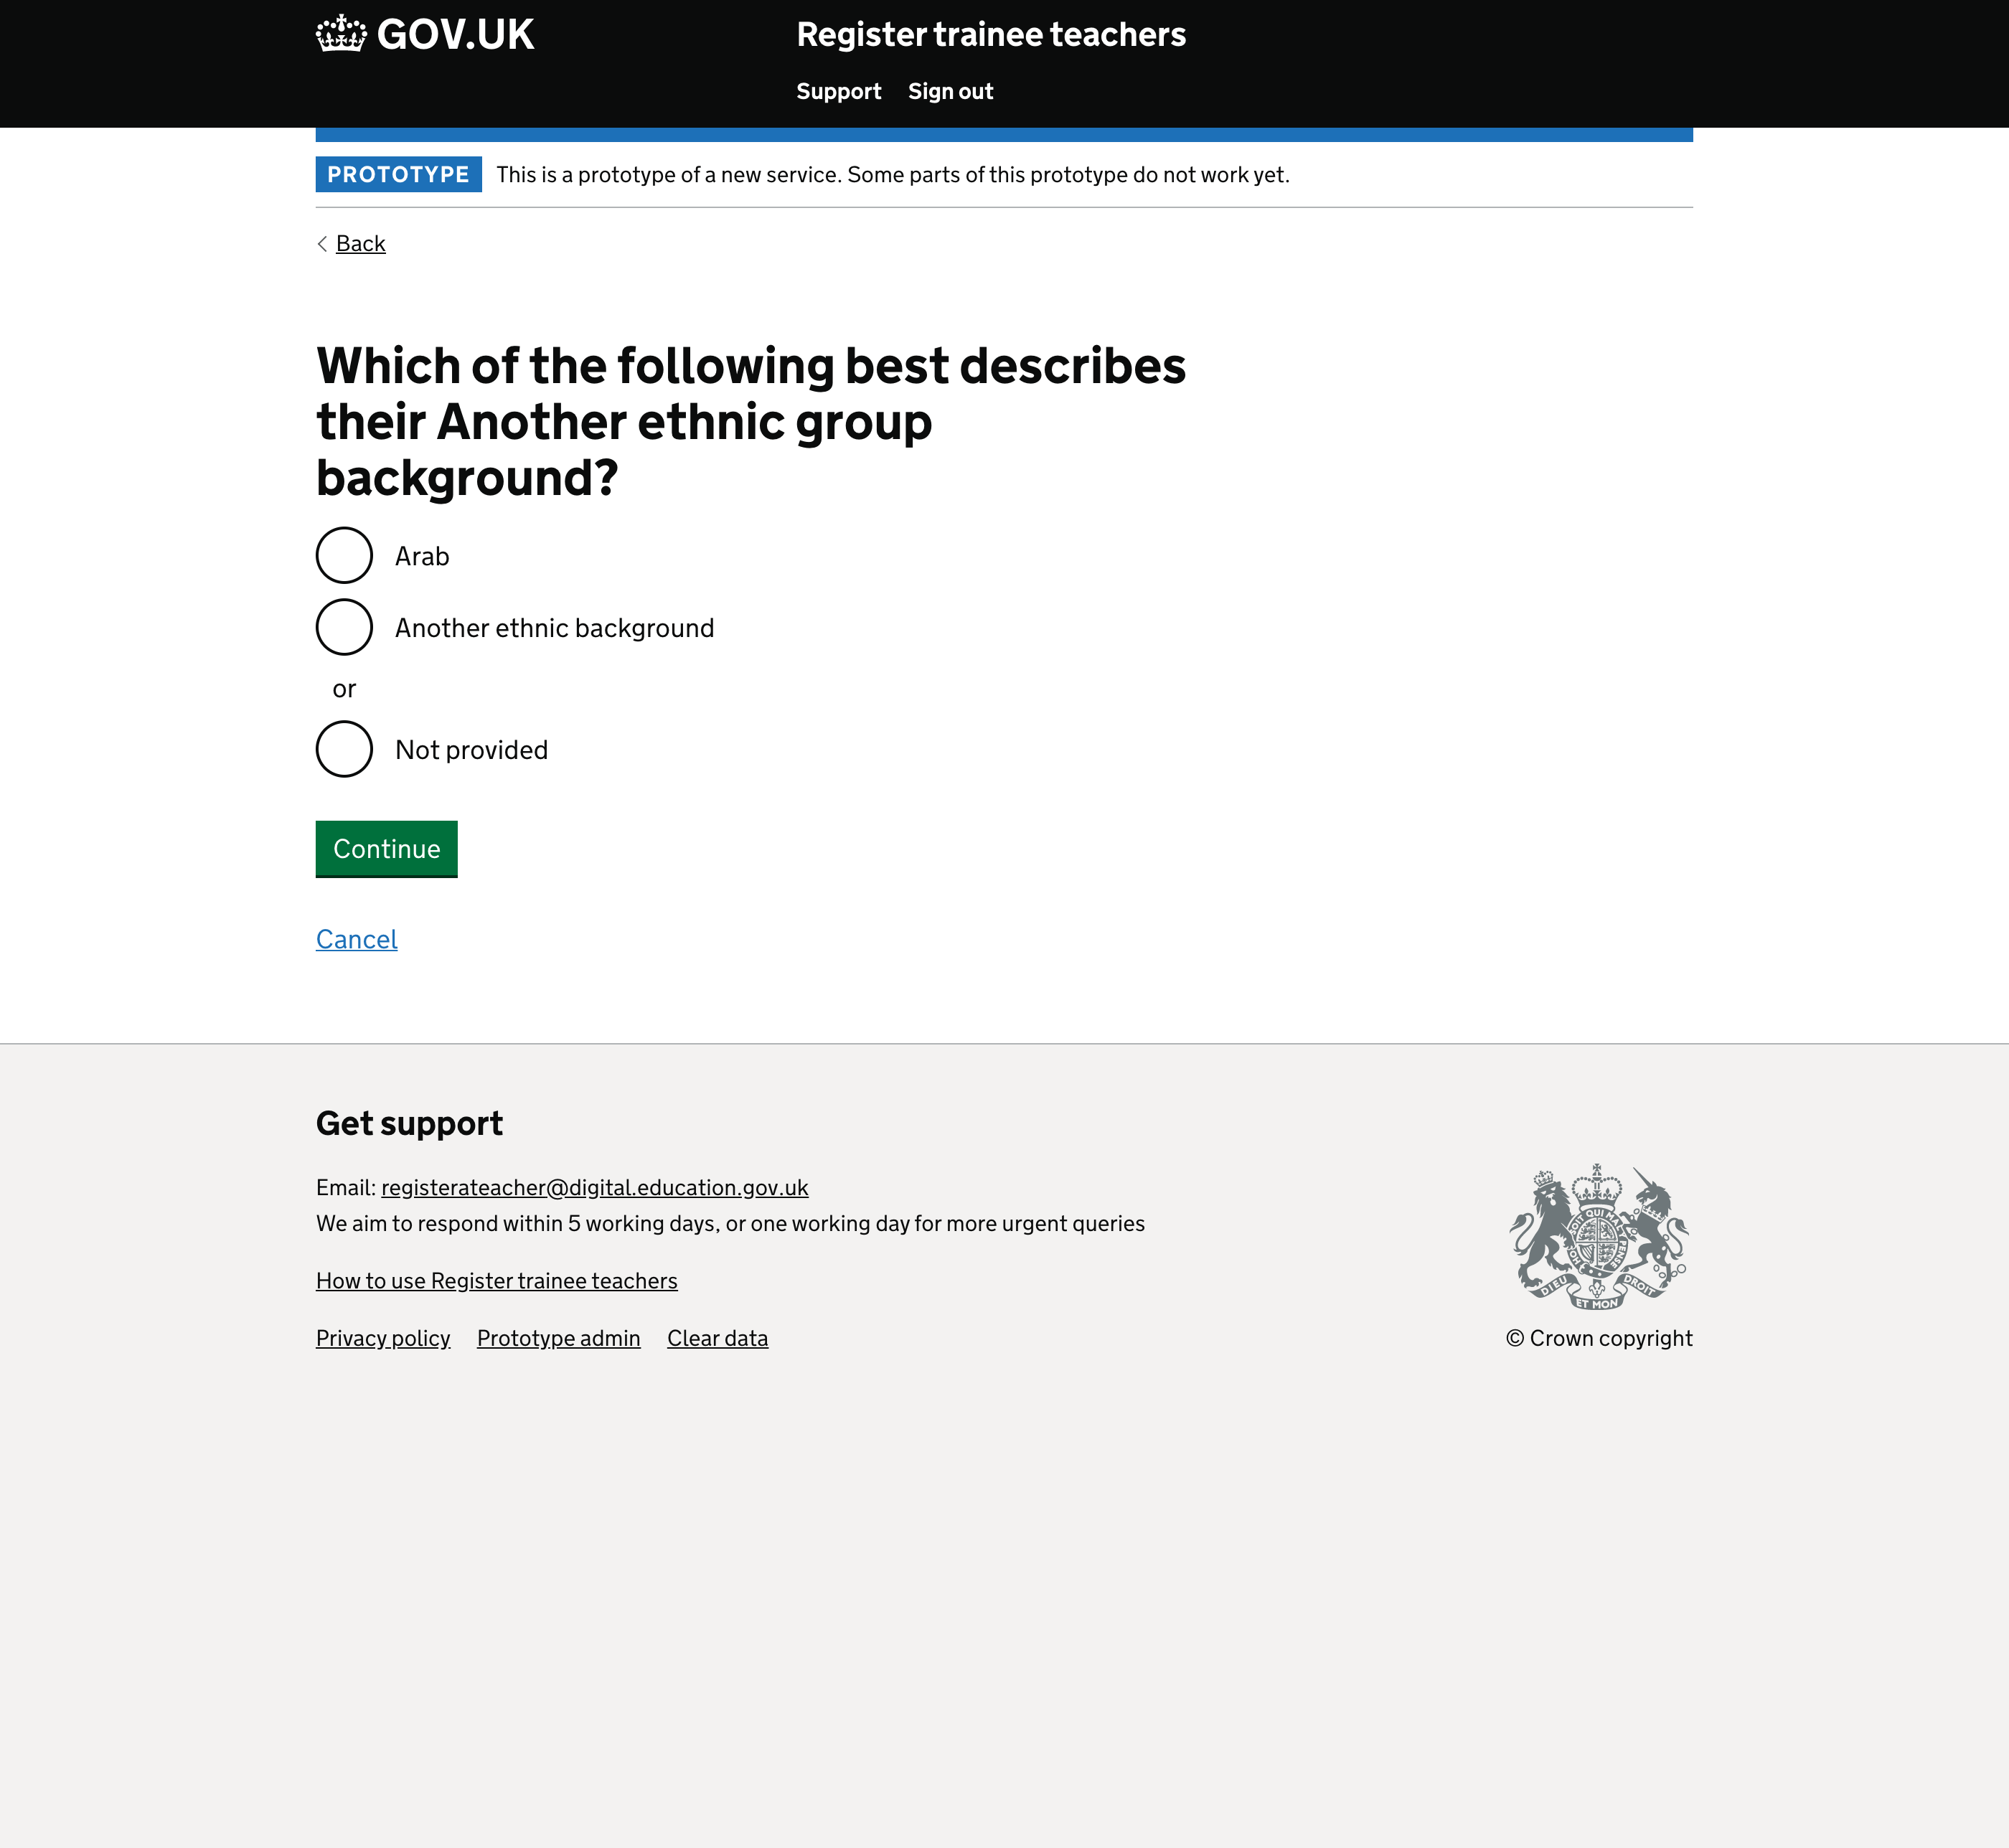 GOV.UK
Register trainee teachers
Support Sign out
PROTOTYPE This is a prototype of a new service. Some parts of this prototype do not work yet.
Back
Which of the following best describes
their Another ethnic group
background?
Arab
Another ethnic background
or
Not provided
Continue
Cancel
Get support
Email: registerateacher@digital.education.gov.uk
We aim to respond within 5 working days, or one working day for more urgent queries
How to use Register trainee teachers
Privacy policy Prototype admin Clear data
DIEU ET MON DROIT
© Crown copyright